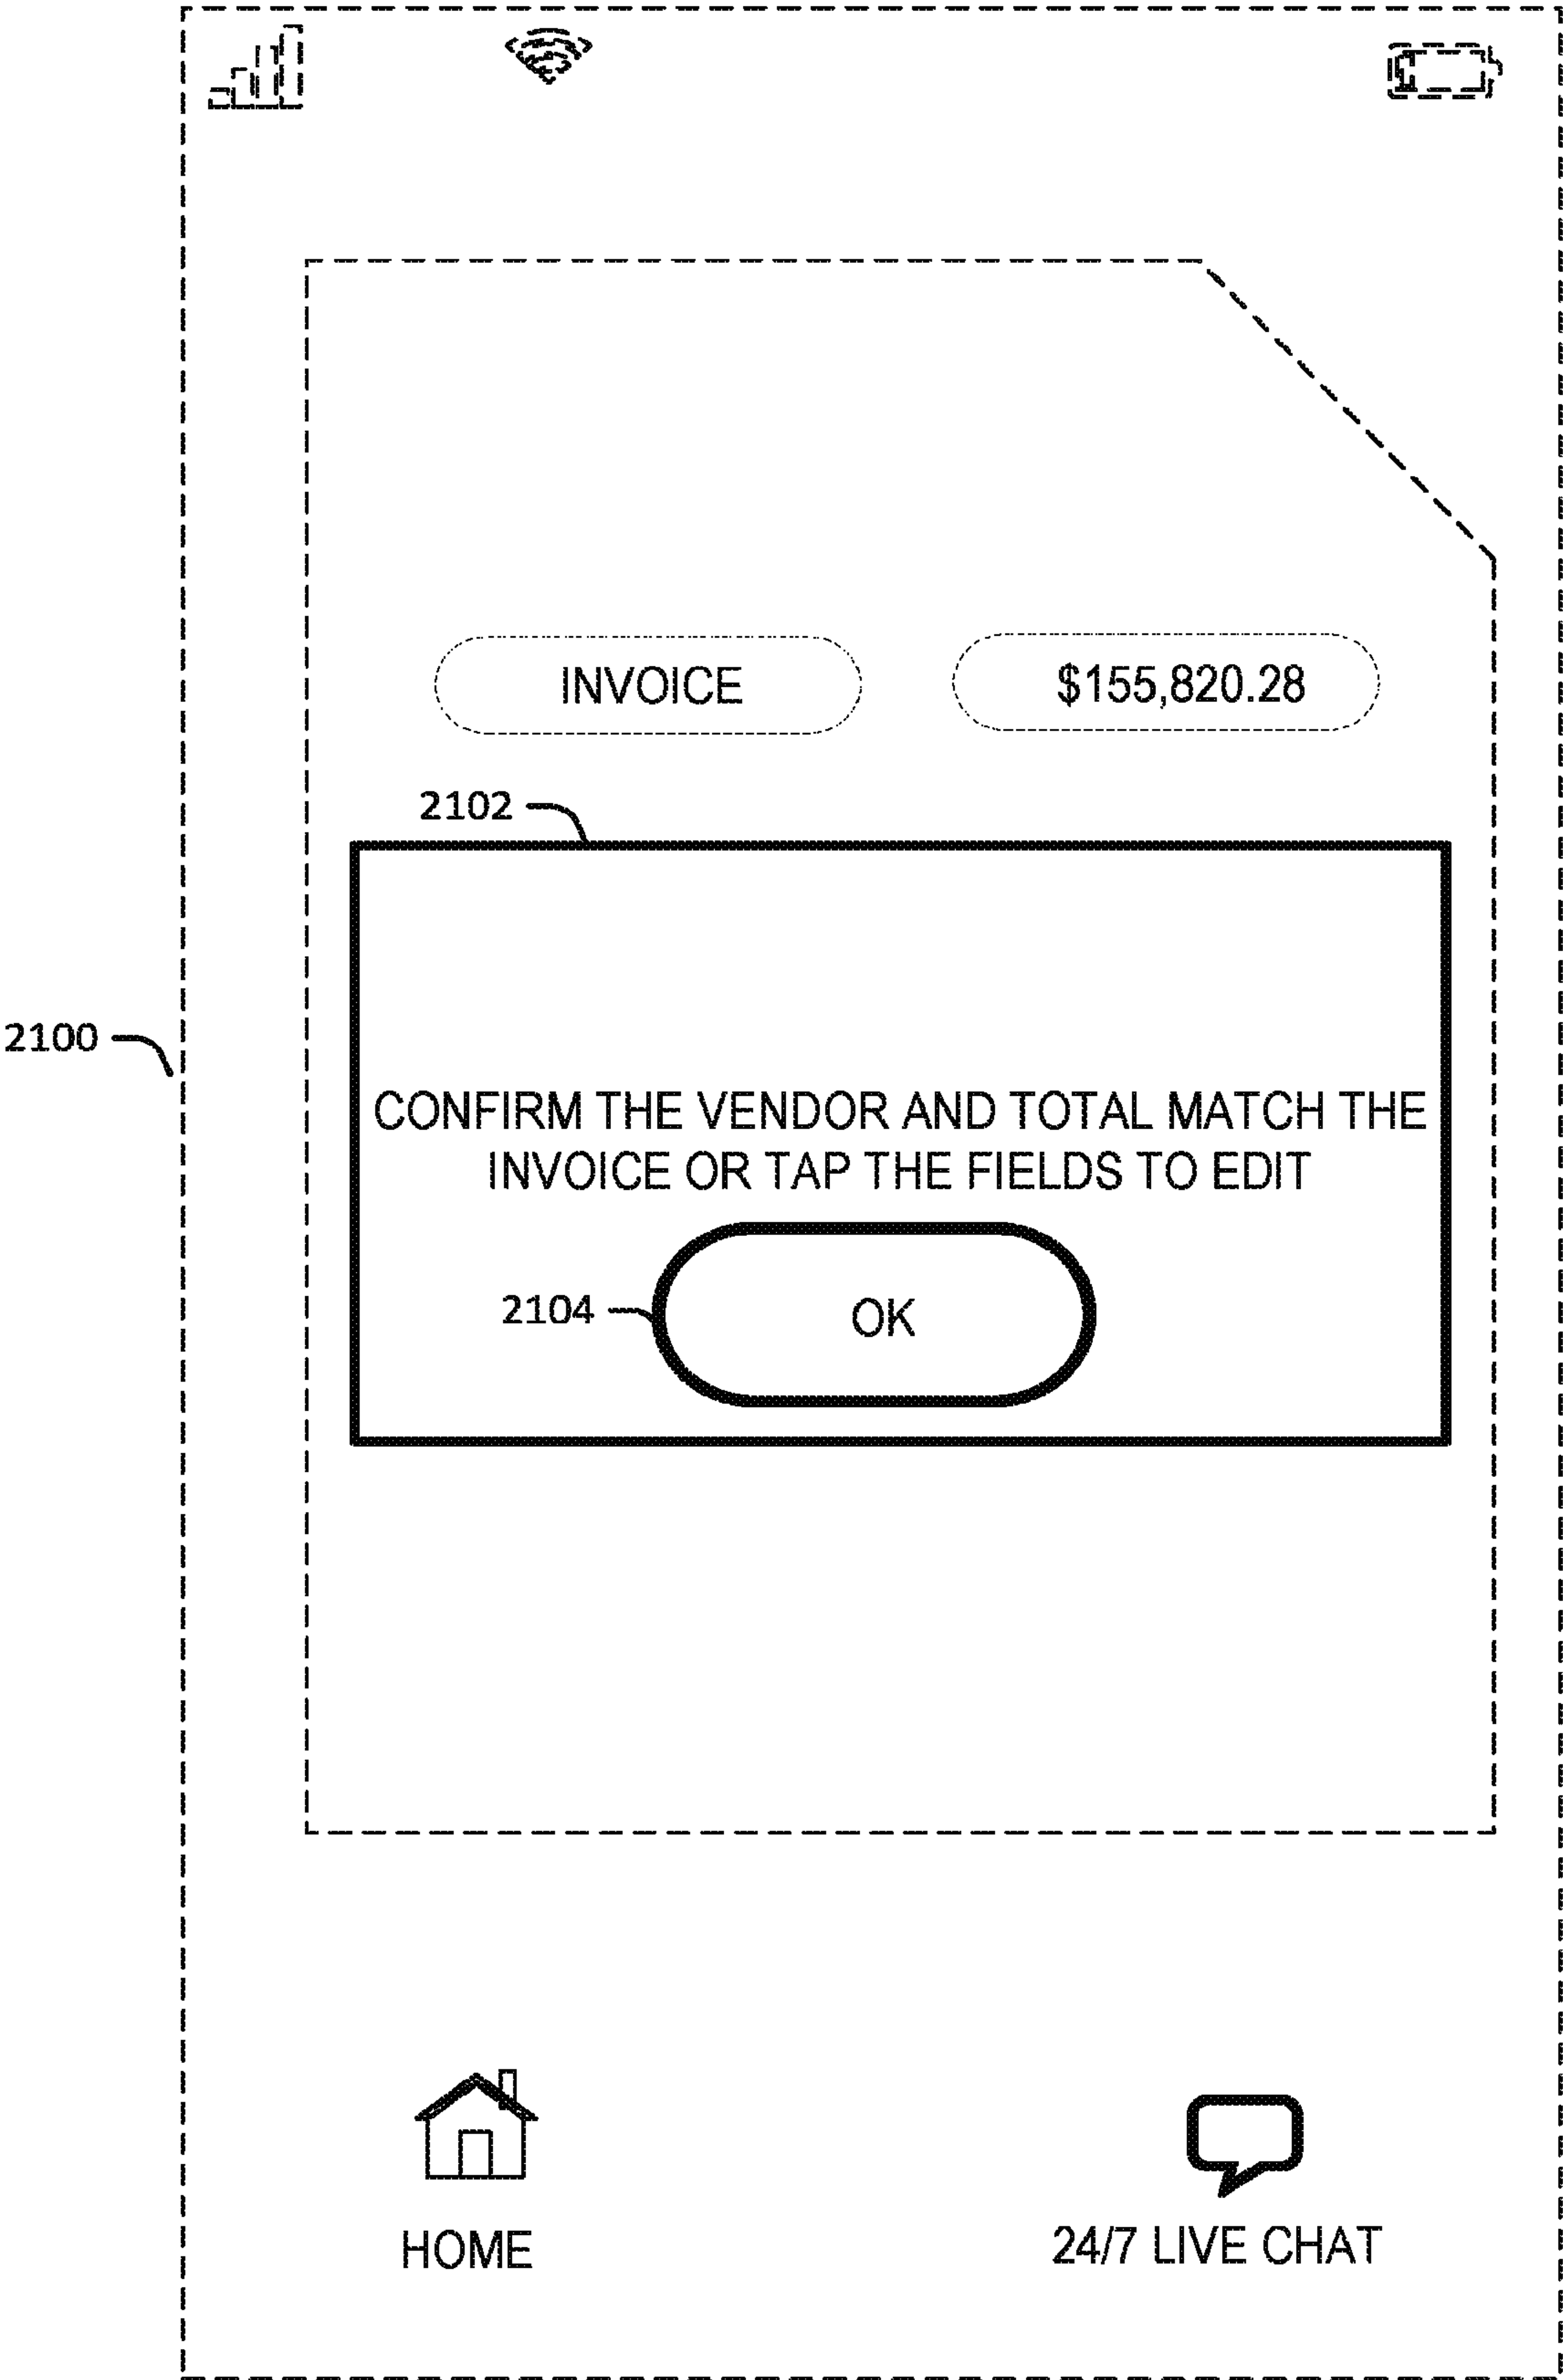 INVOICE
$155,820.28
2102
2100
CONFIRM THE VENDOR AND TOTAL MATCH THE
INVOICE OR TAP THE FIELDS TO EDIT
2104
OK
HOME
24/7 LIVE CHAT